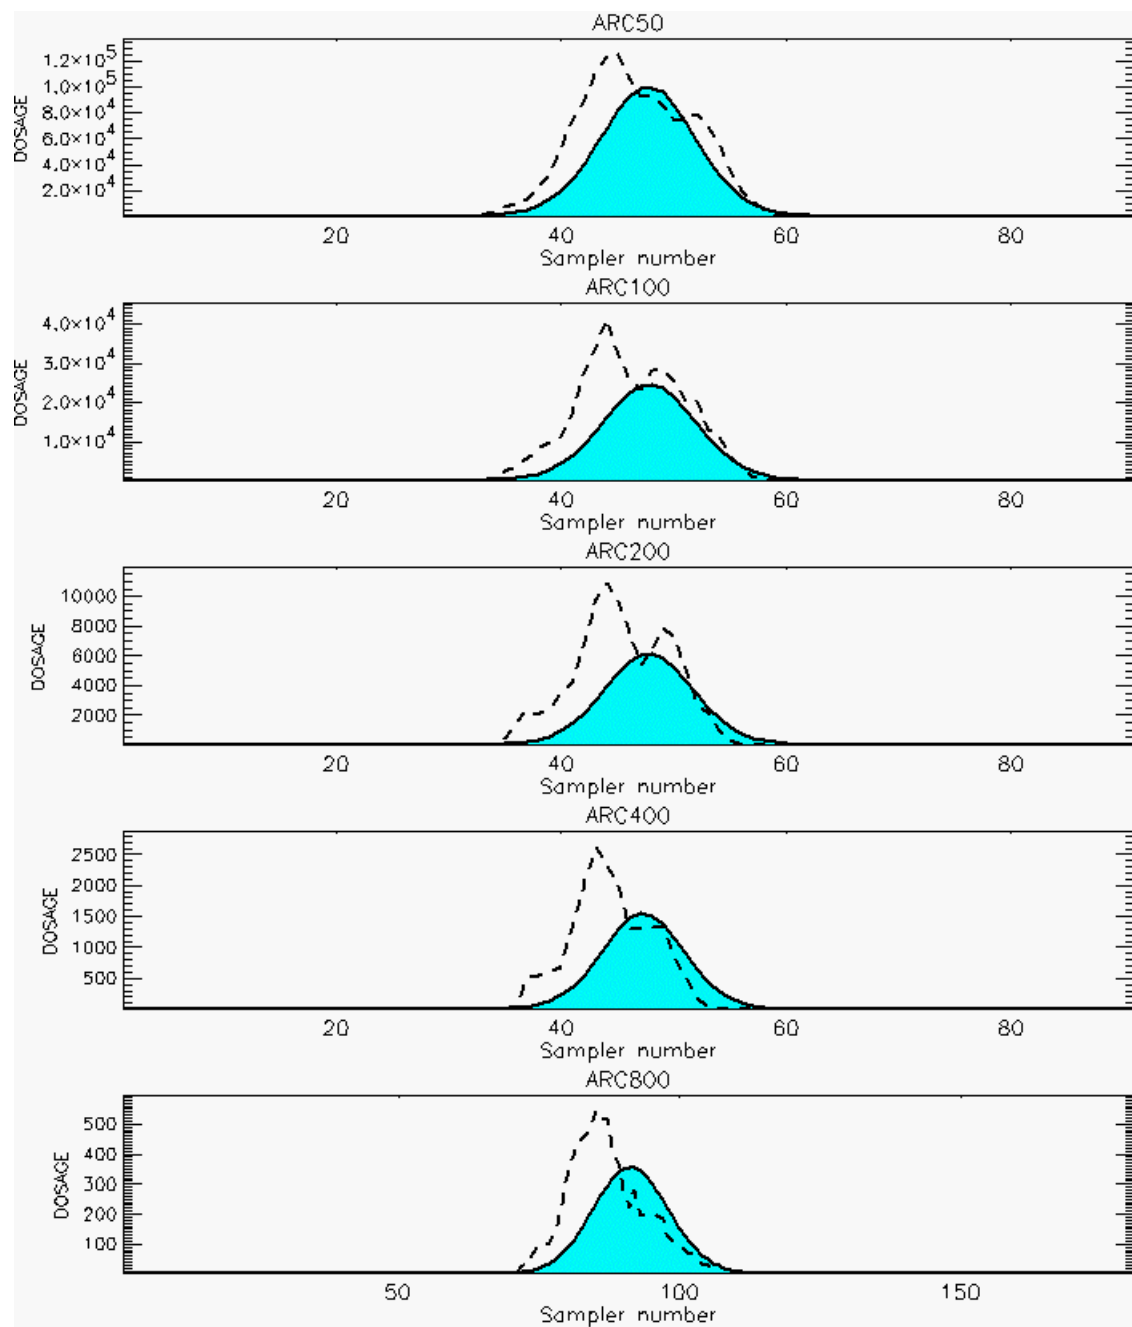 ARC50
1.2×10⁵
1.0×10⁵
8.0×10⁴
6.0×10⁴
4.0×10⁴
2.0×10⁴
DOSAGE
20 40 60 80
Sampler number
ARC100
4.0×10⁴
3.0×10⁴
2.0×10⁴
1.0×10⁴
DOSAGE
20 40 60 80
Sampler number
ARC200
10000
8000
6000
4000
2000
DOSAGE
20 40 60 80
Sampler number
ARC400
2500
2000
1500
1000
500
DOSAGE
20 40 60 80
Sampler number
ARC800
500
400
300
200
100
DOSAGE
50 100 150
Sampler number